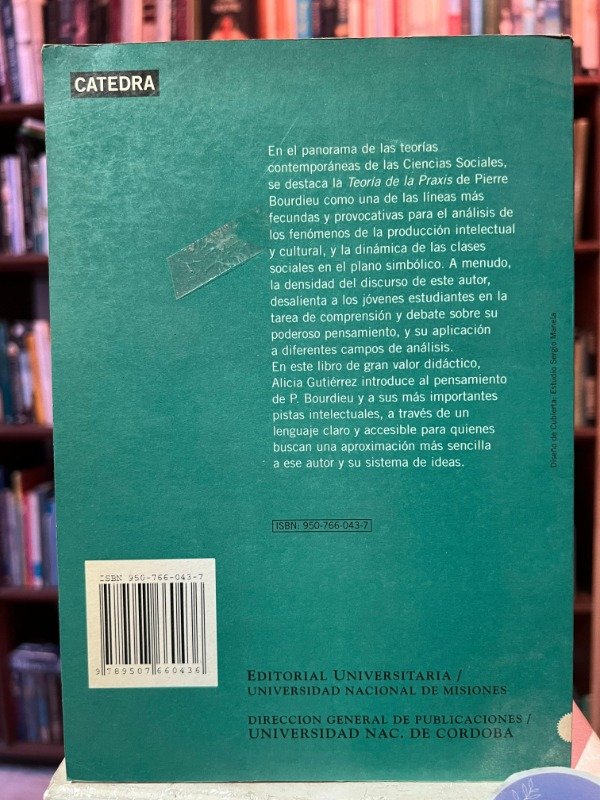 CATEDRA
En el panorama de las teorías
contemporáneas de las Ciencias Sociales,
se destaca la Teoría de la Praxis de Pierre
Bourdieu como una de las líneas más
fecundas y provocativas para el análisis de
los fenómenos de la producción intelectual
y cultural, y la dinámica de las clases
sociales en el plano simbólico. A menudo,
la densidad del discurso de este autor,
desalienta a los jóvenes estudiantes en la
tarea de comprensión y debate sobre su
poderoso pensamiento, y su aplicación
a diferentes campos de análisis.
En este libro de gran valor didáctico,
Alicia Gutiérrez introduce al pensamiento
de P. Bourdieu y a sus más importantes
pistas intelectuales, a través de un
lenguaje claro y accesible para quienes
buscan una aproximación más sencilla
a ese autor y su sistema de ideas.
Diseño de Cubierta: Estudio Sergio Manela
ISBN: 950-766-043-7
ISBN 950-766-043-7
9 789507 660436
EDITORIAL UNIVERSITARIA /
UNIVERSIDAD NACIONAL DE MISIONES
DIRECCION GENERAL DE PUBLICACIONES /
UNIVERSIDAD NAC. DE CORDOBA